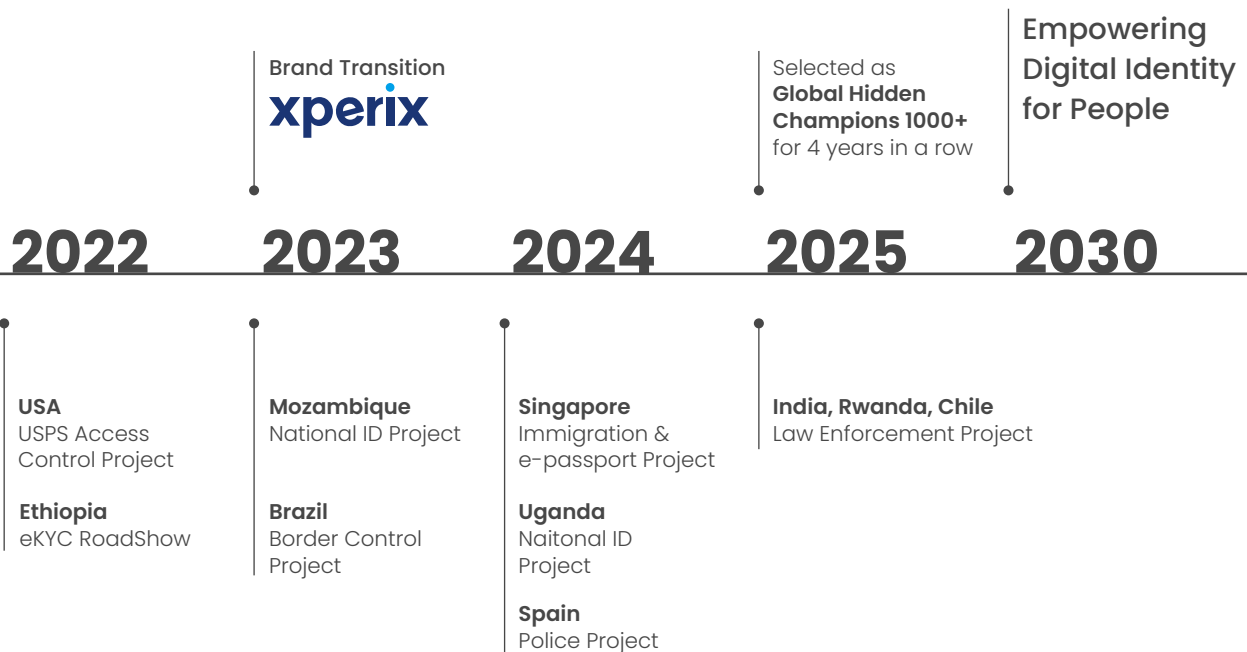 Brand Transition
xperix
Selected as
Global Hidden
Champions 1000+
for 4 years in a row
Empowering
Digital Identity
for People
2022
2023
2024
2025
2030
USA
USPS Access
Control Project
Ethiopia
eKYC RoadShow
Mozambique
National ID Project
Brazil
Border Control
Project
Singapore
Immigration &
e-passport Project
Uganda
Naitonal ID
Project
Spain
Police Project
India, Rwanda, Chile
Law Enforcement Project